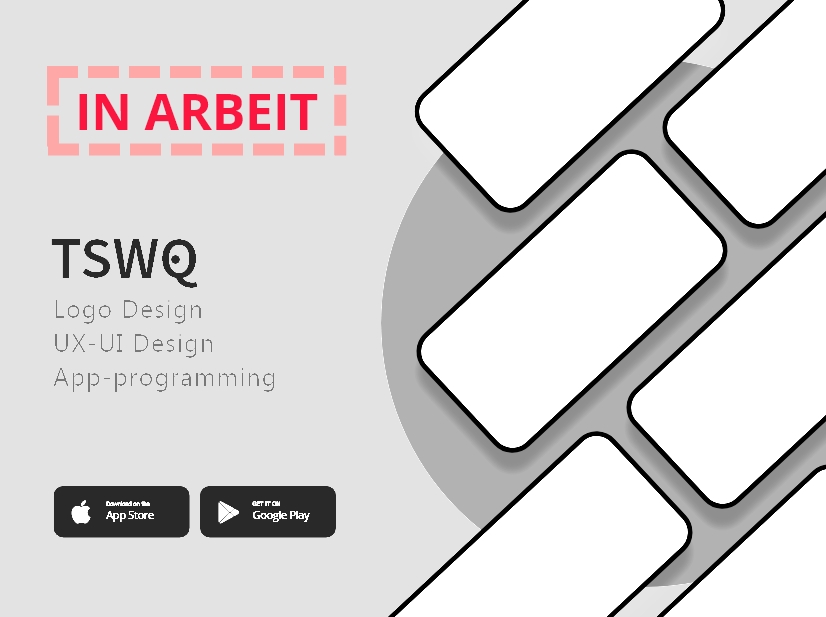 IN ARBEIT
TSWQ
Logo Design
UX-UI Design
App-programming
Download on the
App Store
GET IT ON
Google Play